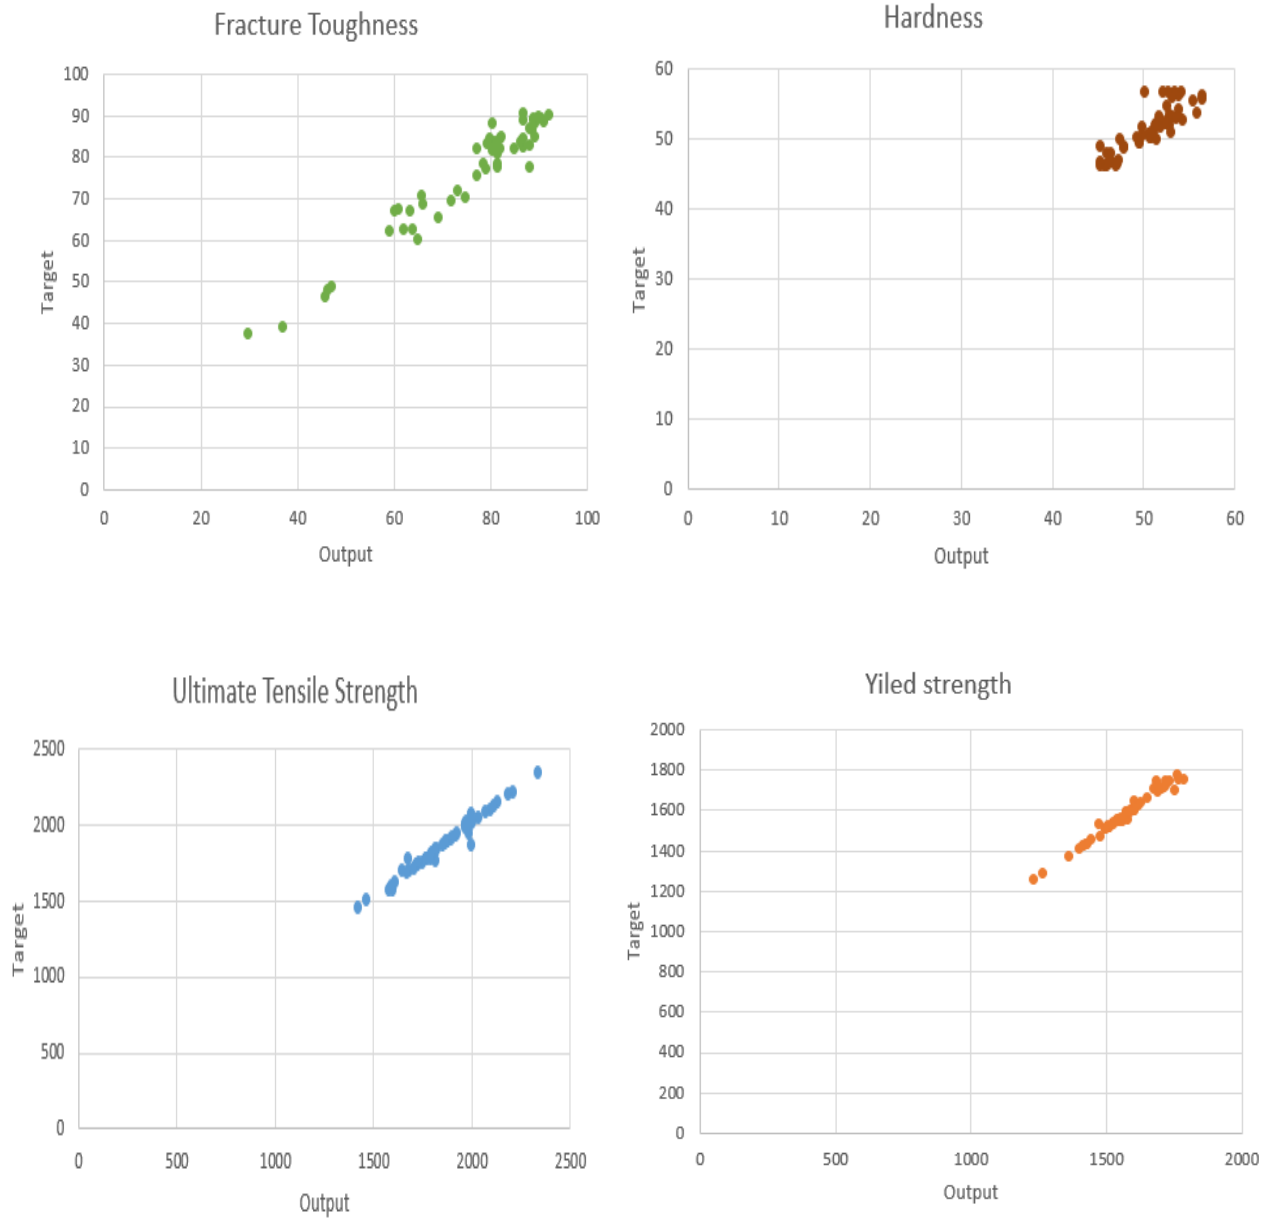 Fracture Toughness
100
90
80
70
60
50
40
30
20
10
0
Target
0 20 40 60 80 100
Output
Hardness
60
50
40
30
20
10
0
Target
0 10 20 30 40 50 60
Output
Ultimate Tensile Strength
2500
2000
1500
1000
500
0
Target
0 500 1000 1500 2000 2500
Output
Yiled strength
2000
1800
1600
1400
1200
1000
800
600
400
200
0
Target
0 500 1000 1500 2000
Output